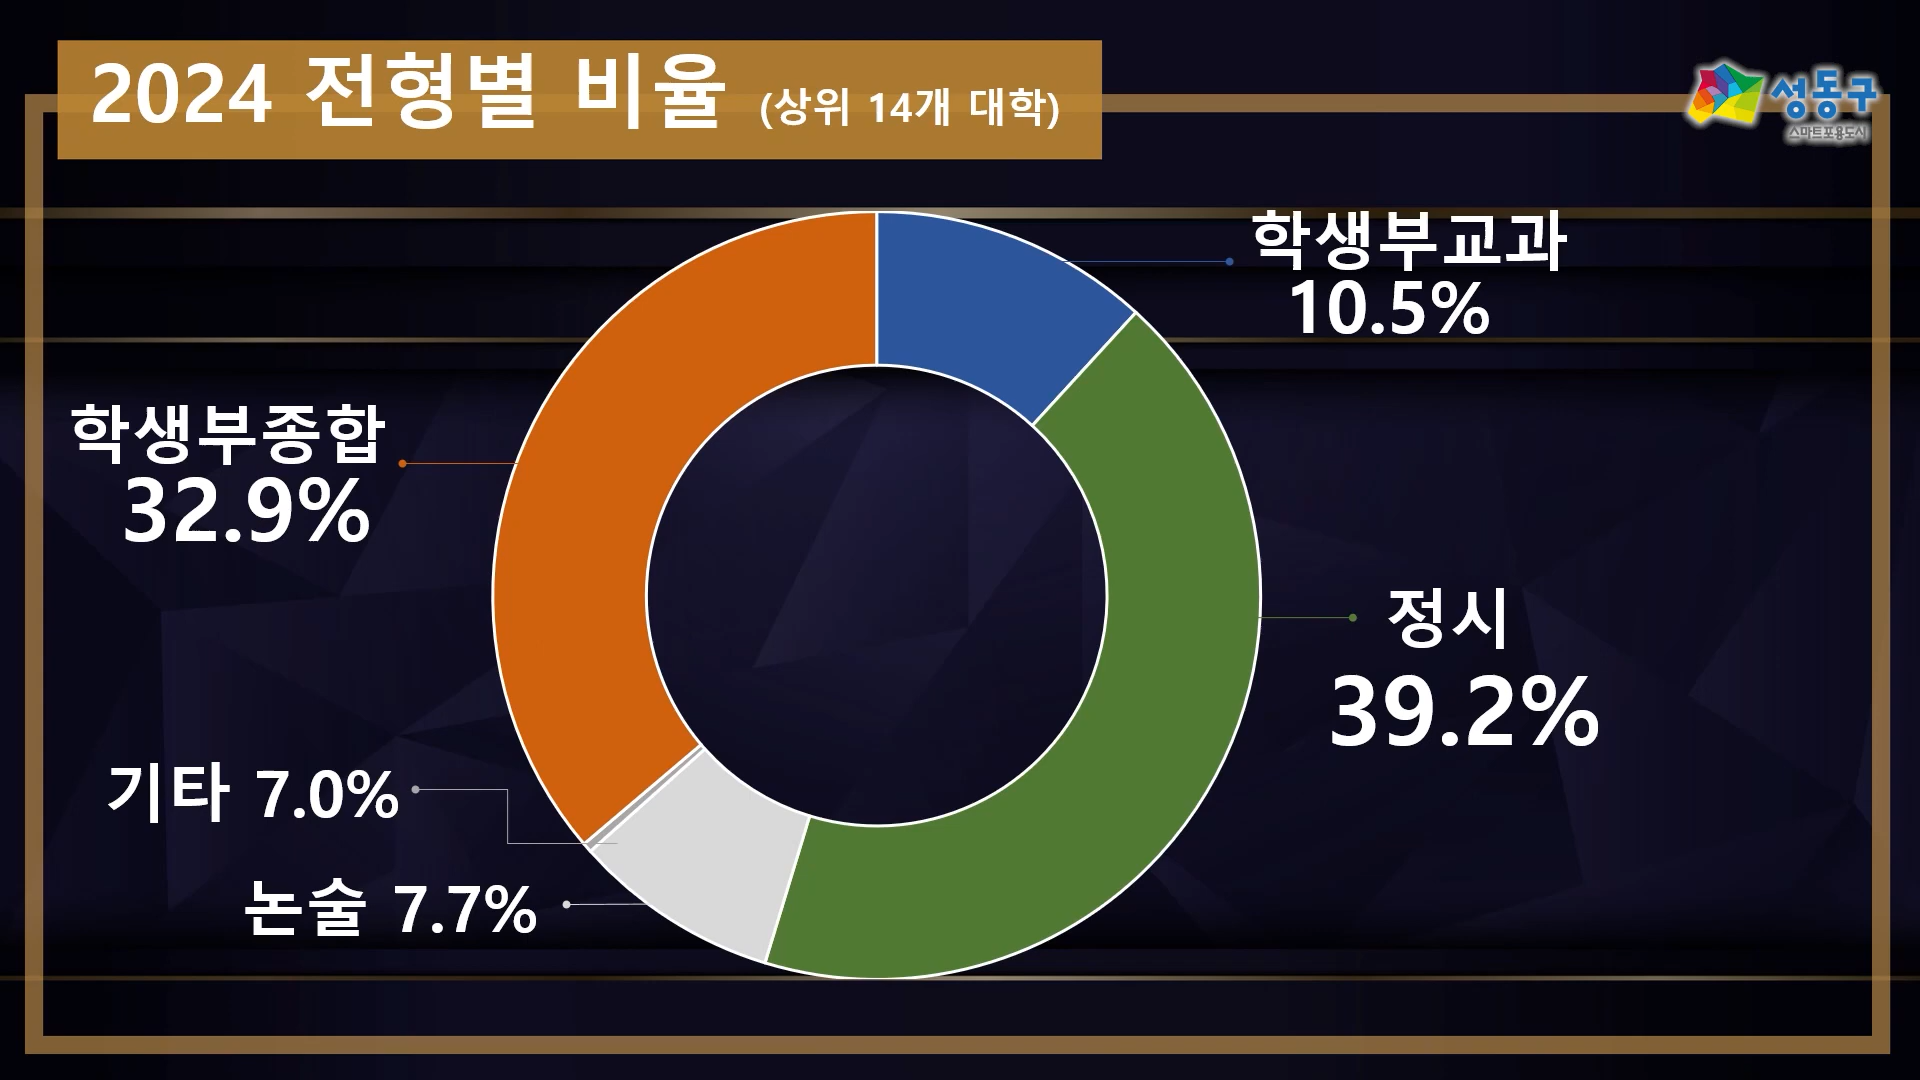 2024 전형별 비율 (상위 14개 대학)
성동구
스마트포용도시
학생부교과
10.5%
학생부종합
32.9%
정시
39.2%
기타 7.0%
논술 7.7%